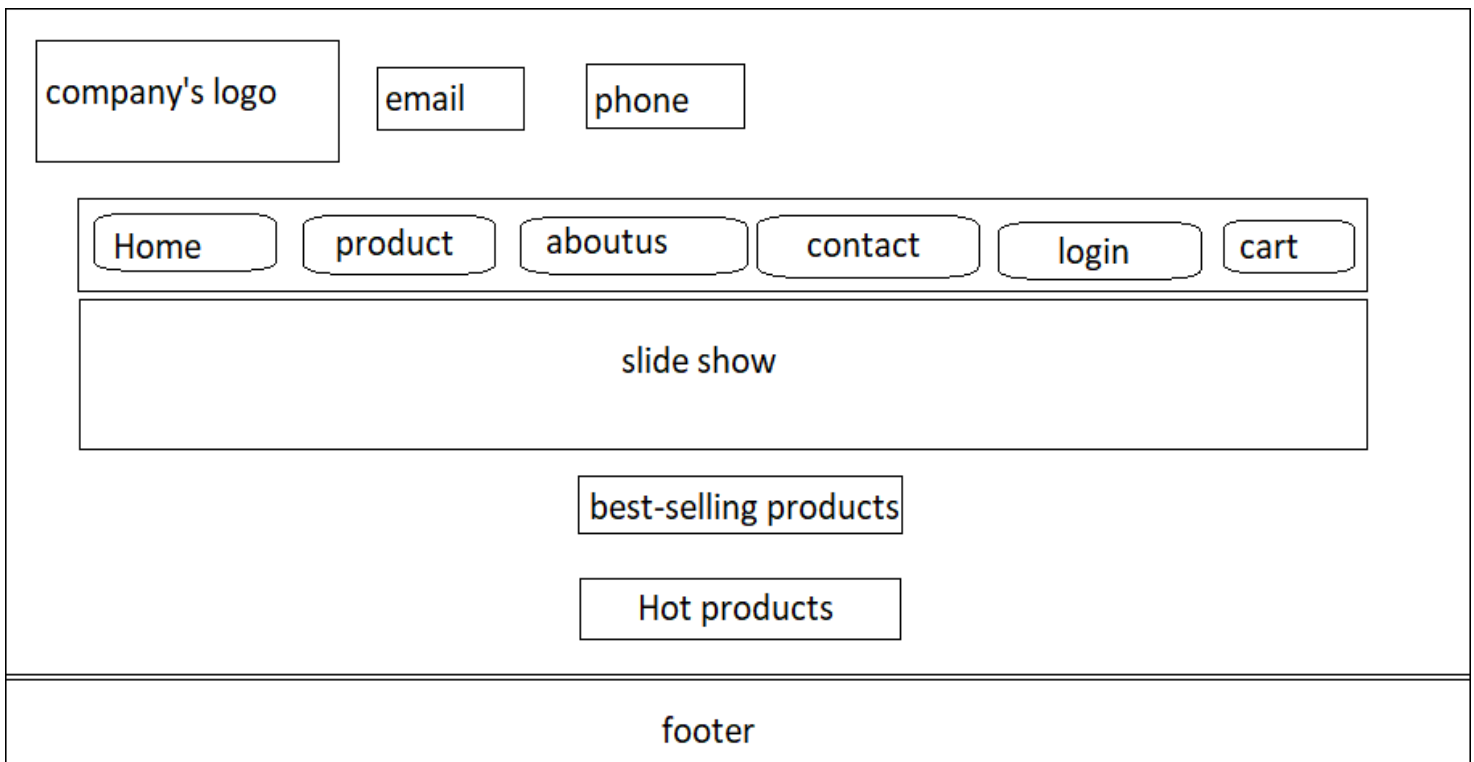 company's logo
email
phone
Home
product
aboutus
contact
login
cart
slide show
best-selling products
Hot products
footer